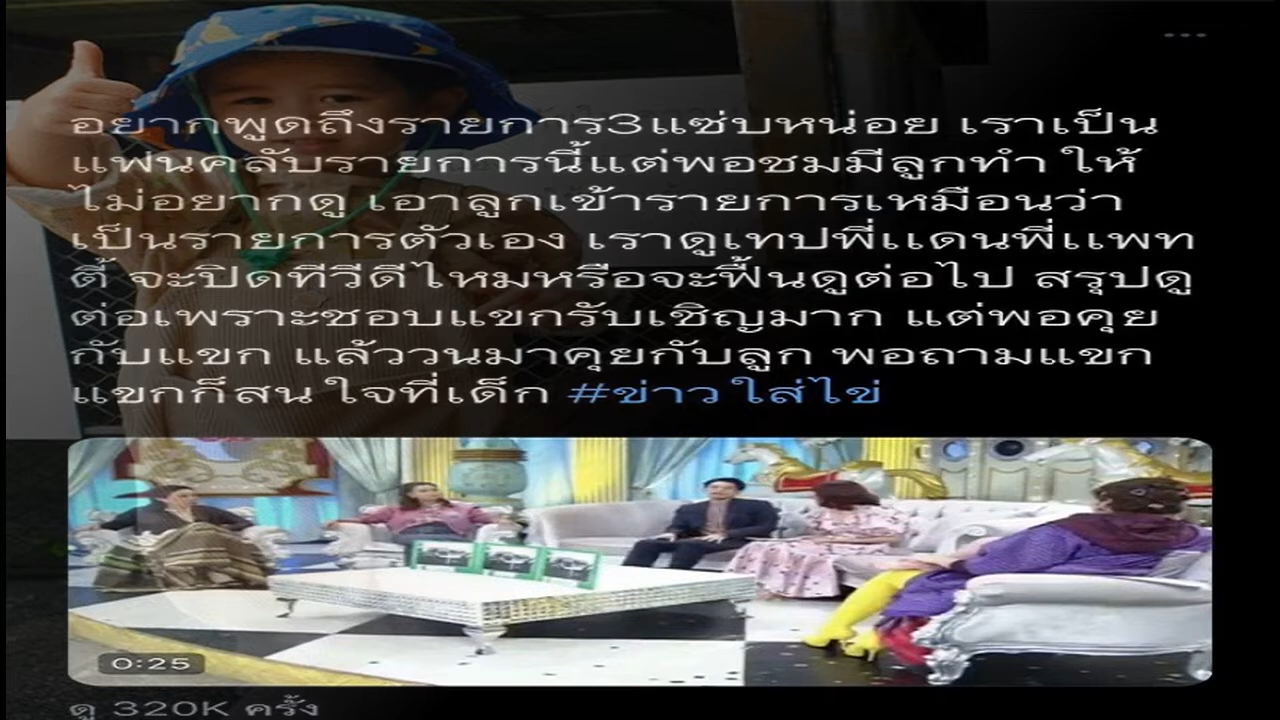 อยากพูดถึงรายการ3แซ่บหน่อย เราเป็น
แฟนคลับรายการนี้แต่พอชมมีลูกทำ ให้
ไม่อยากดู เอาลูกเข้ารายการเหมือนว่า
เป็นรายการตัวเอง เราดูเทปพี่แดนพี่แพท
ตี้ จะปิดทีวีดีไหมหรือจะฟื้นดูต่อไป สรุปดู
ต่อเพราะชอบแขกรับเชิญมาก แต่พอคุย
กับแขก แล้ววนมาคุยกับลูก พอถามแขก
แขกก็สนใจที่เด็ก #ข่าวใส่ไข่
0:25
ดู 320K ครั้ง